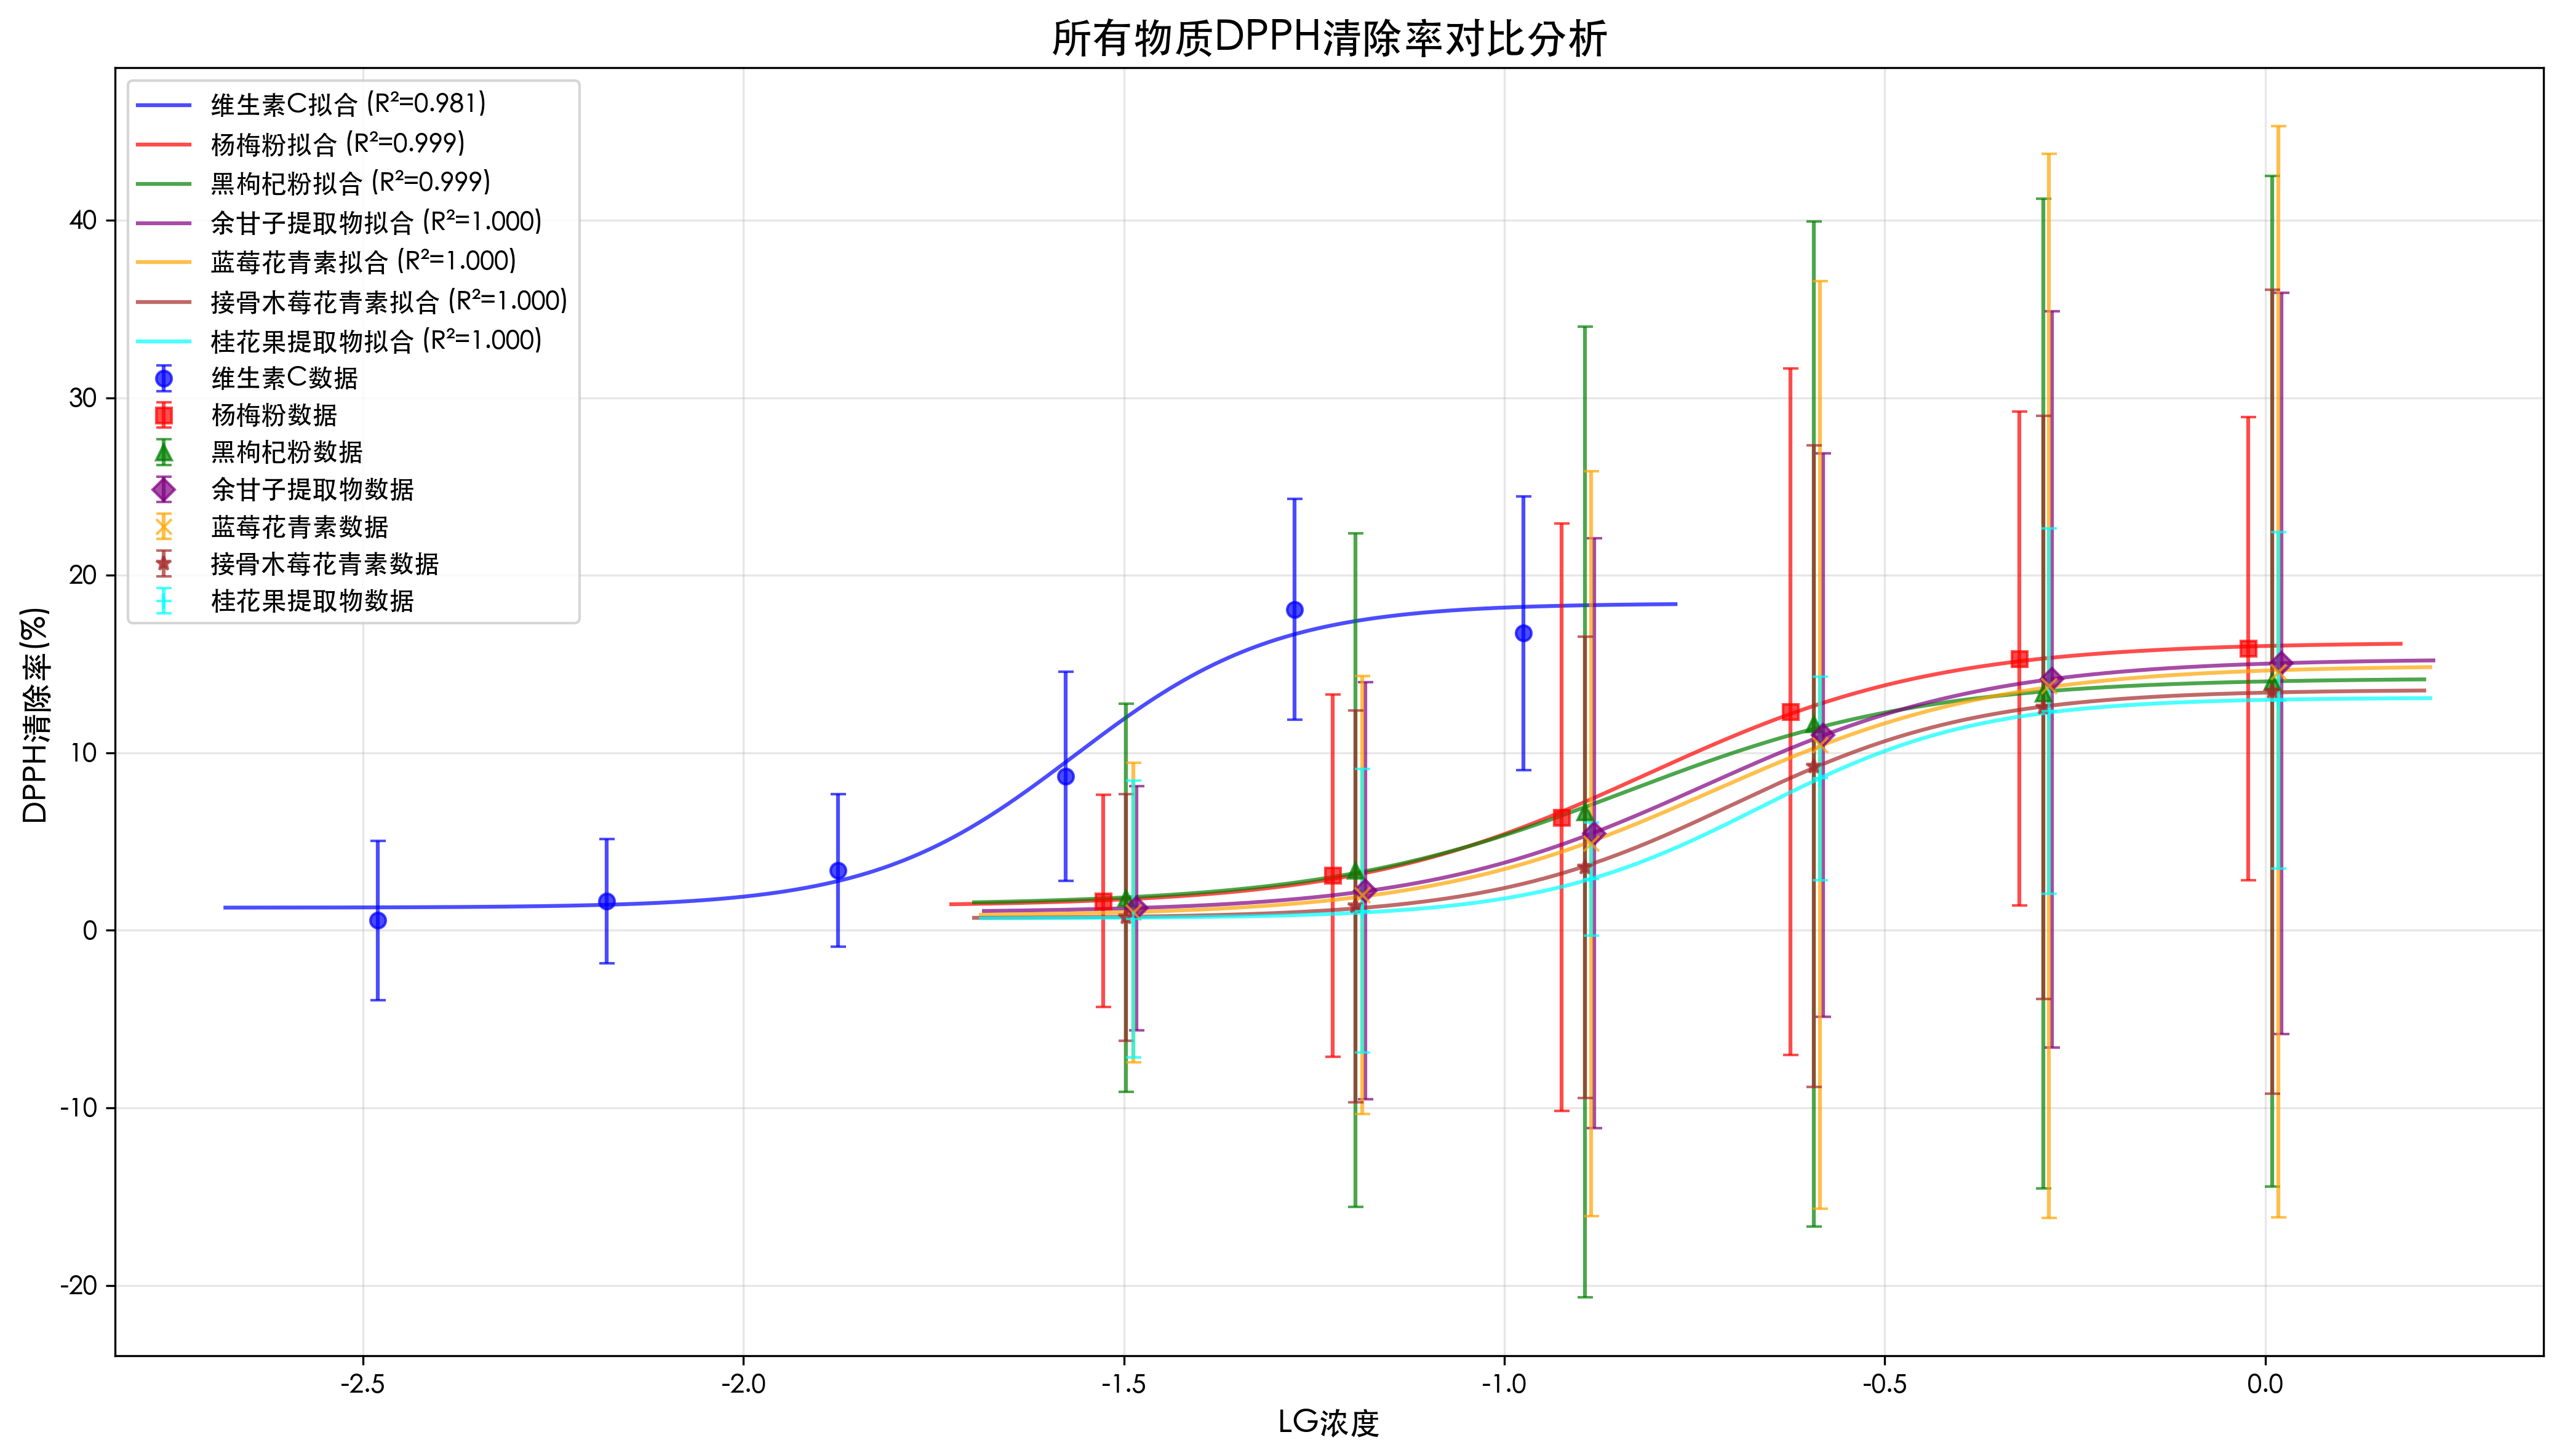 所有物质DPPH清除率对比分析
维生素C拟合 (R²=0.981)
杨梅粉拟合 (R²=0.999)
黑枸杞粉拟合 (R²=0.999)
余甘子提取物拟合 (R²=1.000)
蓝莓花青素拟合 (R²=1.000)
接骨木莓花青素拟合 (R²=1.000)
桂花果提取物拟合 (R²=1.000)
维生素C数据
杨梅粉数据
黑枸杞粉数据
余甘子提取物数据
蓝莓花青素数据
接骨木莓花青素数据
桂花果提取物数据
DPPH清除率(%)
40
30
20
10
0
-10
-20
-2.5 -2.0 -1.5 -1.0 -0.5 0.0
LG浓度